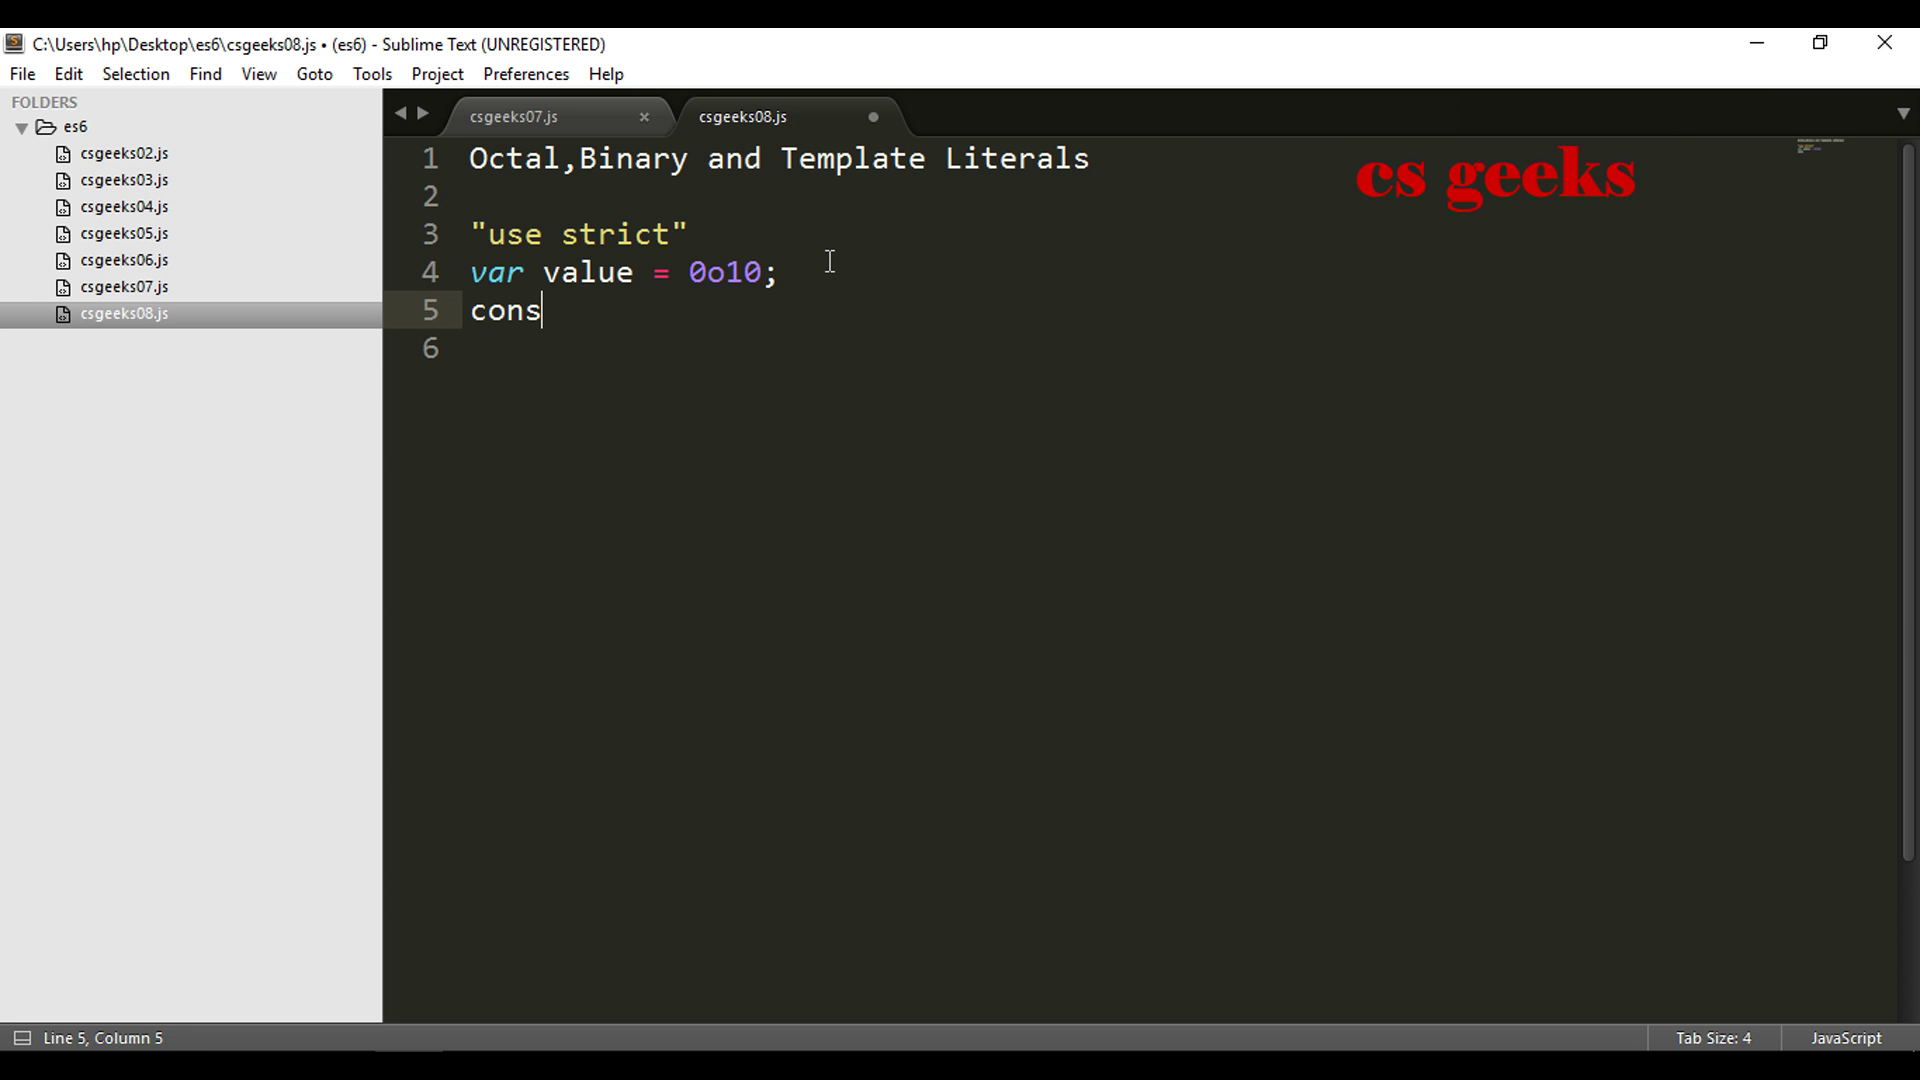 C:\Users\hp\Desktop\es6\csgeeks08.js • (es6) - Sublime Text (UNREGISTERED)
File Edit Selection Find View Goto Tools Project Preferences Help
FOLDERS
es6
csgeeks02.js
csgeeks03.js
csgeeks04.js
csgeeks05.js
csgeeks06.js
csgeeks07.js
csgeeks08.js
csgeeks07.js × csgeeks08.js
1 Octal,Binary and Template Literals
cs geeks
2
3 "use strict"
4 var value = 0o10;
5 cons
6
Line 5, Column 5
Tab Size: 4
JavaScript